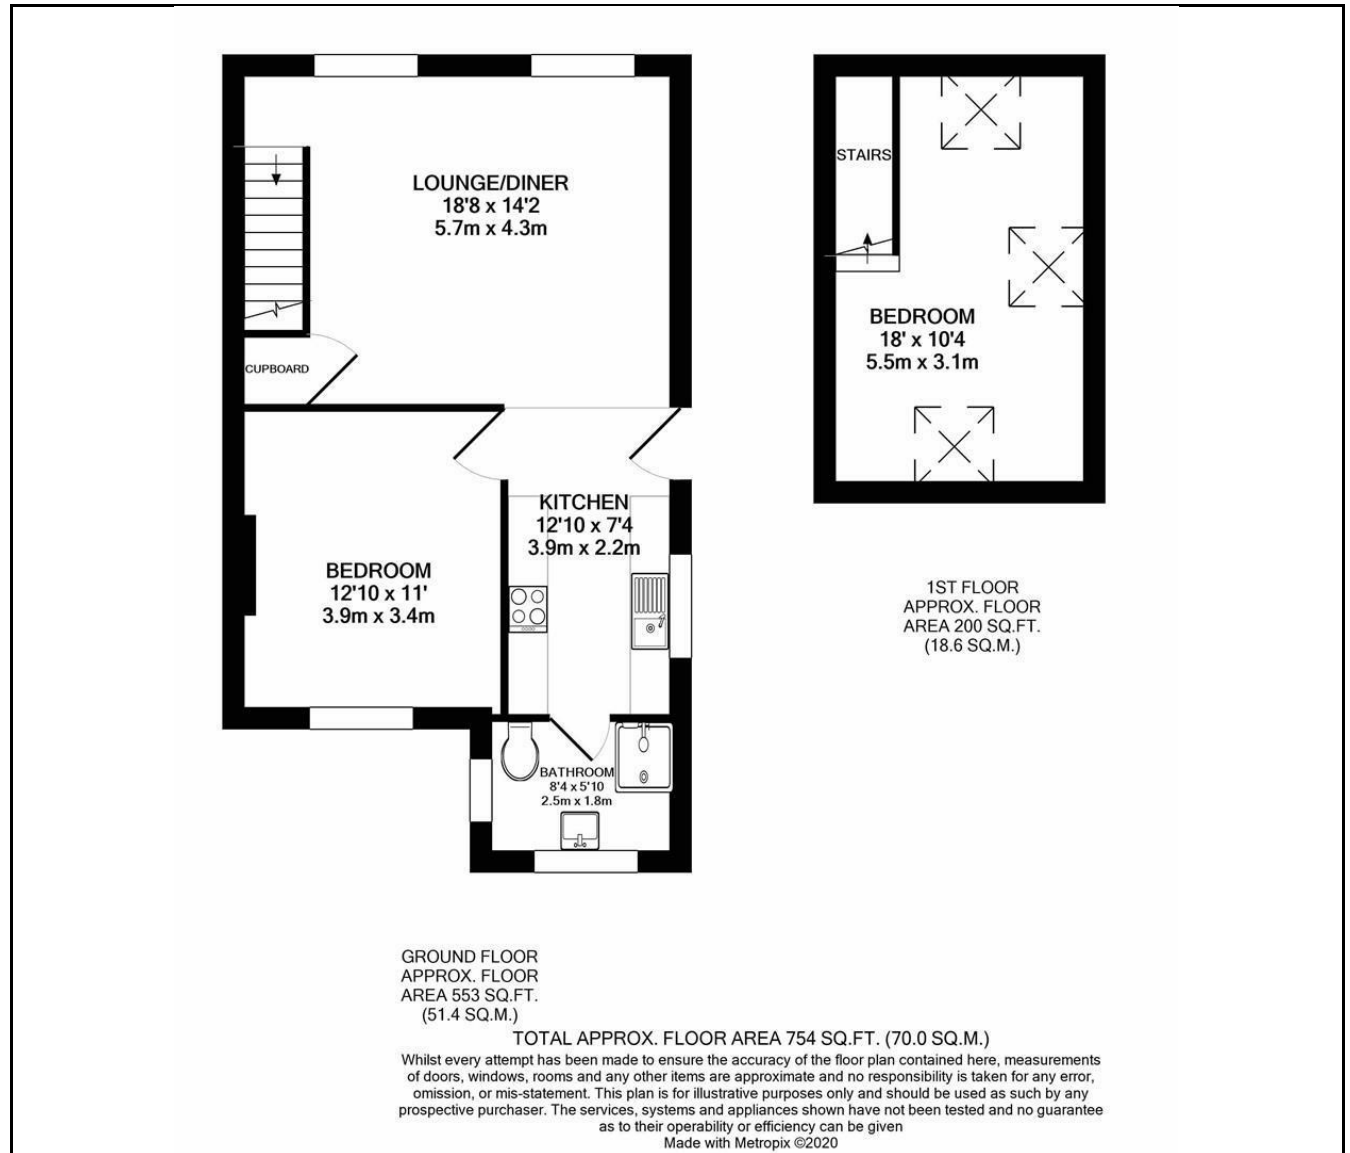 LOUNGE/DINER
18'8 x 14'2
5.7m x 4.3m
STAIRS
BEDROOM
18' x 10'4
5.5m x 3.1m
CUPBOARD
KITCHEN
12'10 x 7'4
3.9m x 2.2m
BEDROOM
12'10 x 11'
3.9m x 3.4m
BATHROOM
8'4 x 5'10
2.5m x 1.8m
1ST FLOOR
APPROX. FLOOR
AREA 200 SQ.FT.
(18.6 SQ.M.)
GROUND FLOOR
APPROX. FLOOR
AREA 553 SQ.FT.
(51.4 SQ.M.)
TOTAL APPROX. FLOOR AREA 754 SQ.FT. (70.0 SQ.M.)
Whilst every attempt has been made to ensure the accuracy of the floor plan contained here, measurements
of doors, windows, rooms and any other items are approximate and no responsibility is taken for any error,
omission, or mis-statement. This plan is for illustrative purposes only and should be used as such by any
prospective purchaser. The services, systems and appliances shown have not been tested and no guarantee
as to their operability or efficiency can be given
Made with Metropix ©2020